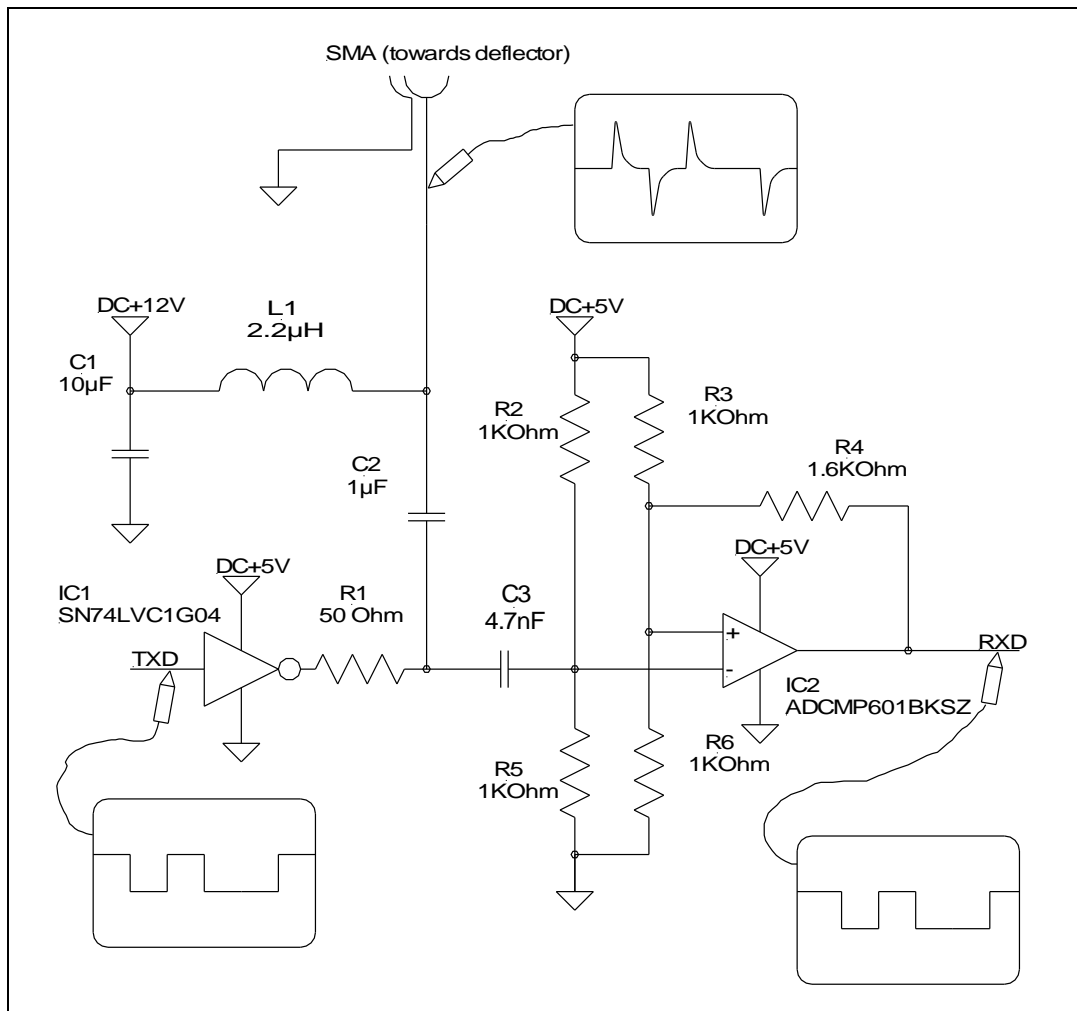 SMA (towards deflector)
DC+12V
L1
2.2µH
C1
10µF
DC+5V
R2
1KOhm
R3
1KOhm
R4
1.6KOhm
C2
1µF
DC+5V
DC+5V
IC1
SN74LVC1G04
R1
50 Ohm
C3
4.7nF
TXD
+
-
RXD
IC2
ADCMP601BKSZ
R5
1KOhm
R6
1KOhm